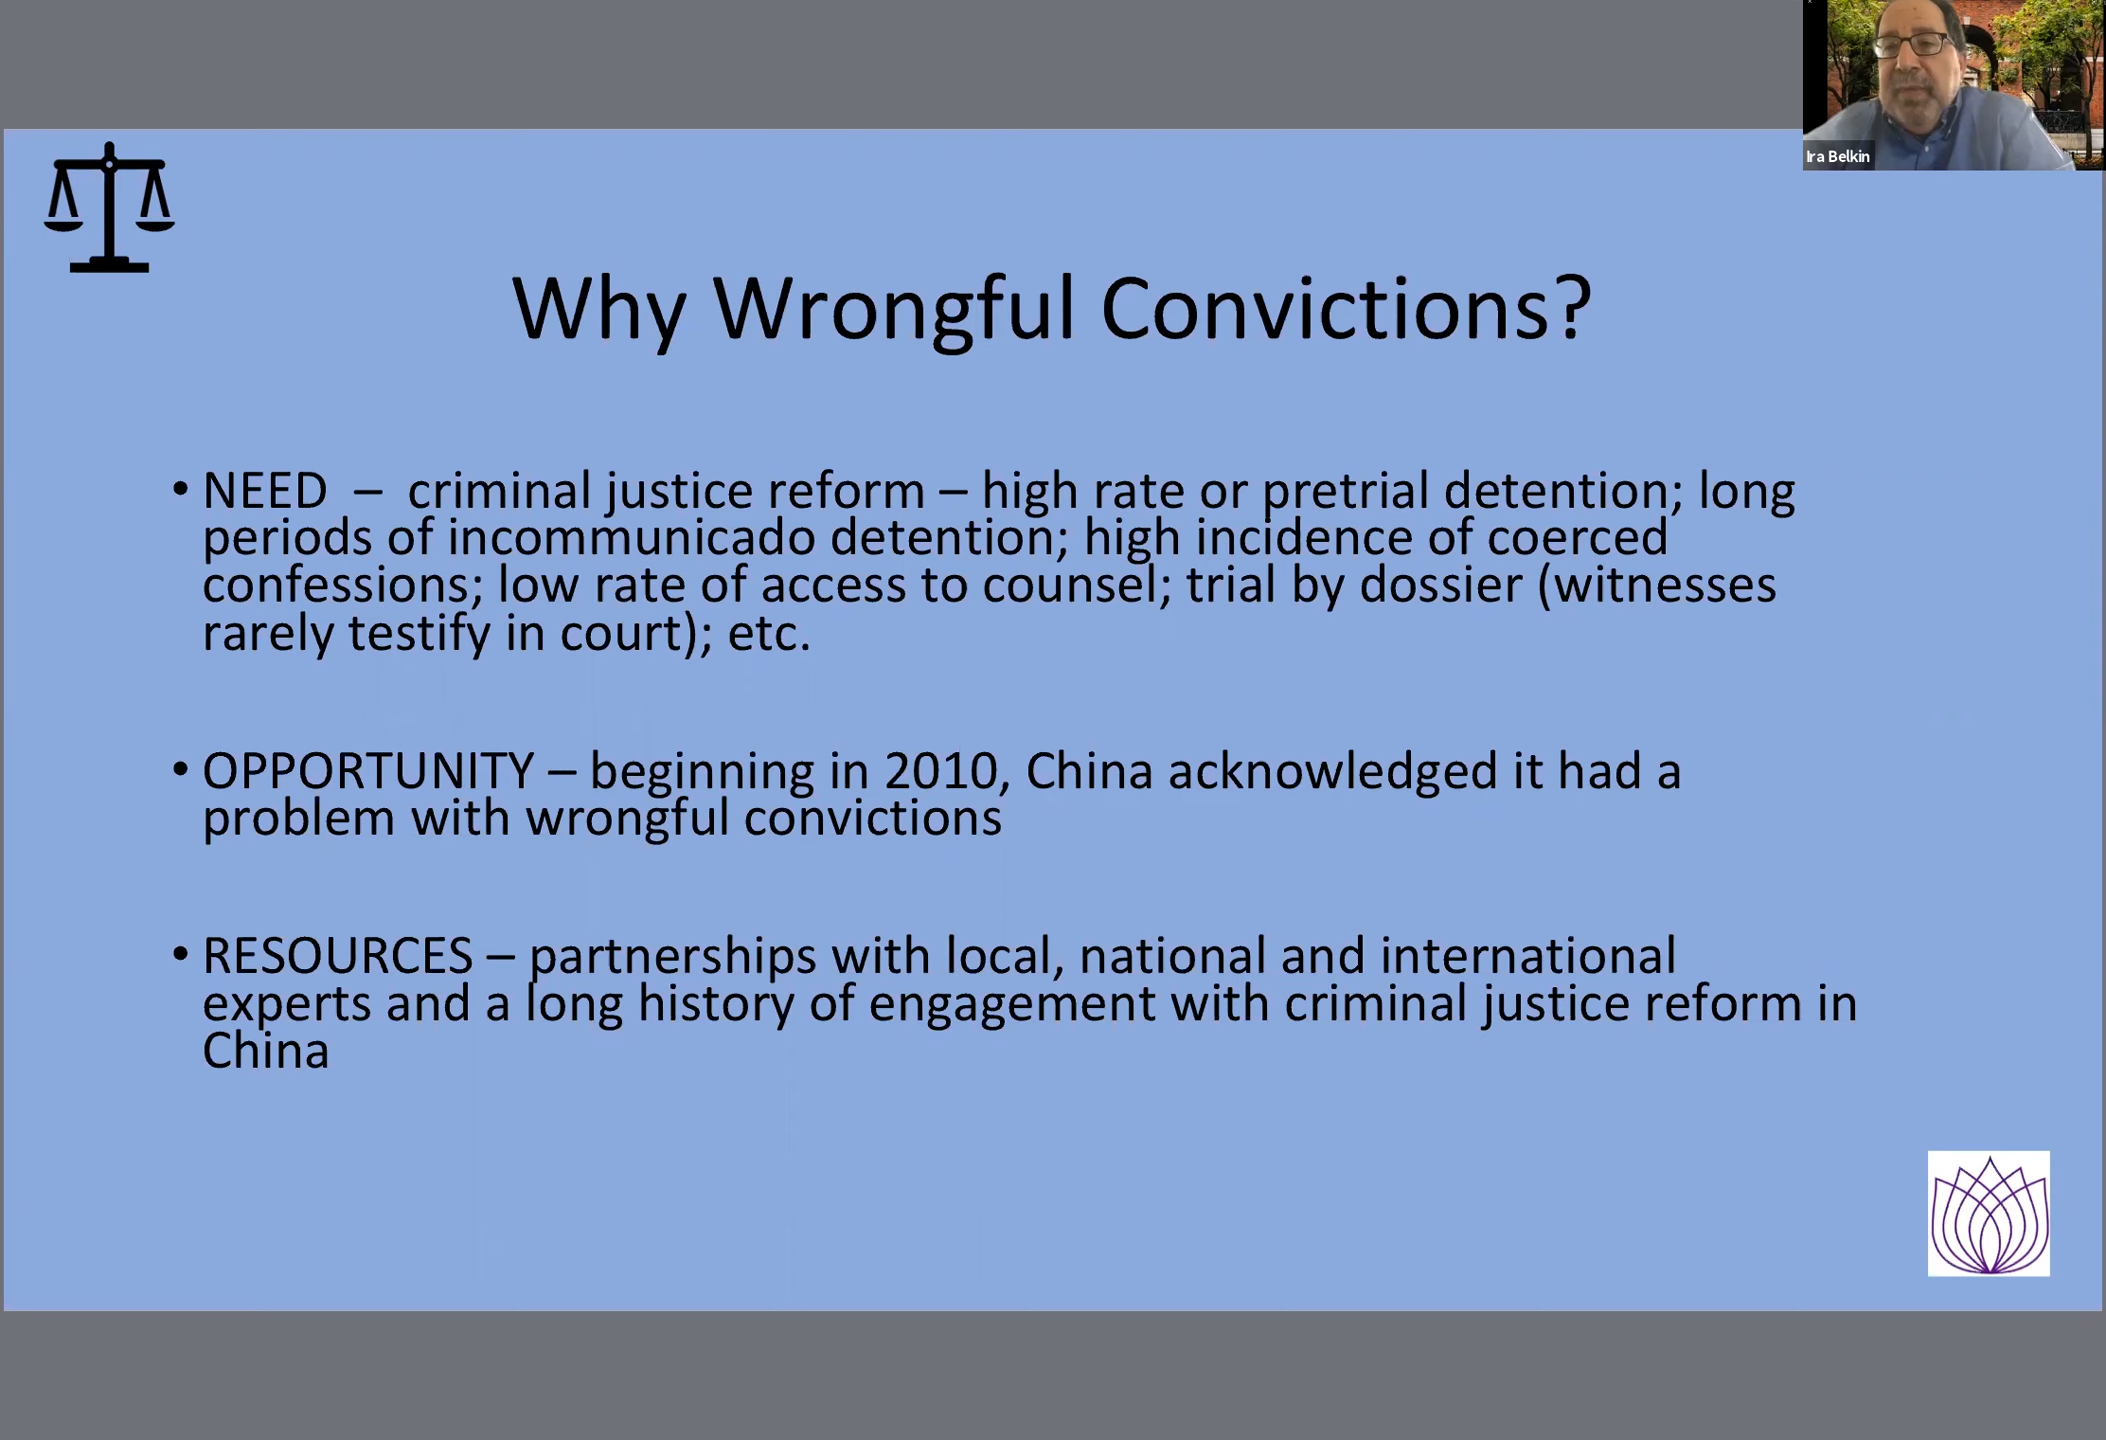 Ira Belkin
Why Wrongful Convictions?
• NEED – criminal justice reform – high rate or pretrial detention; long
periods of incommunicado detention; high incidence of coerced
confessions; low rate of access to counsel; trial by dossier (witnesses
rarely testify in court); etc.
• OPPORTUNITY – beginning in 2010, China acknowledged it had a
problem with wrongful convictions
• RESOURCES – partnerships with local, national and international
experts and a long history of engagement with criminal justice reform in
China